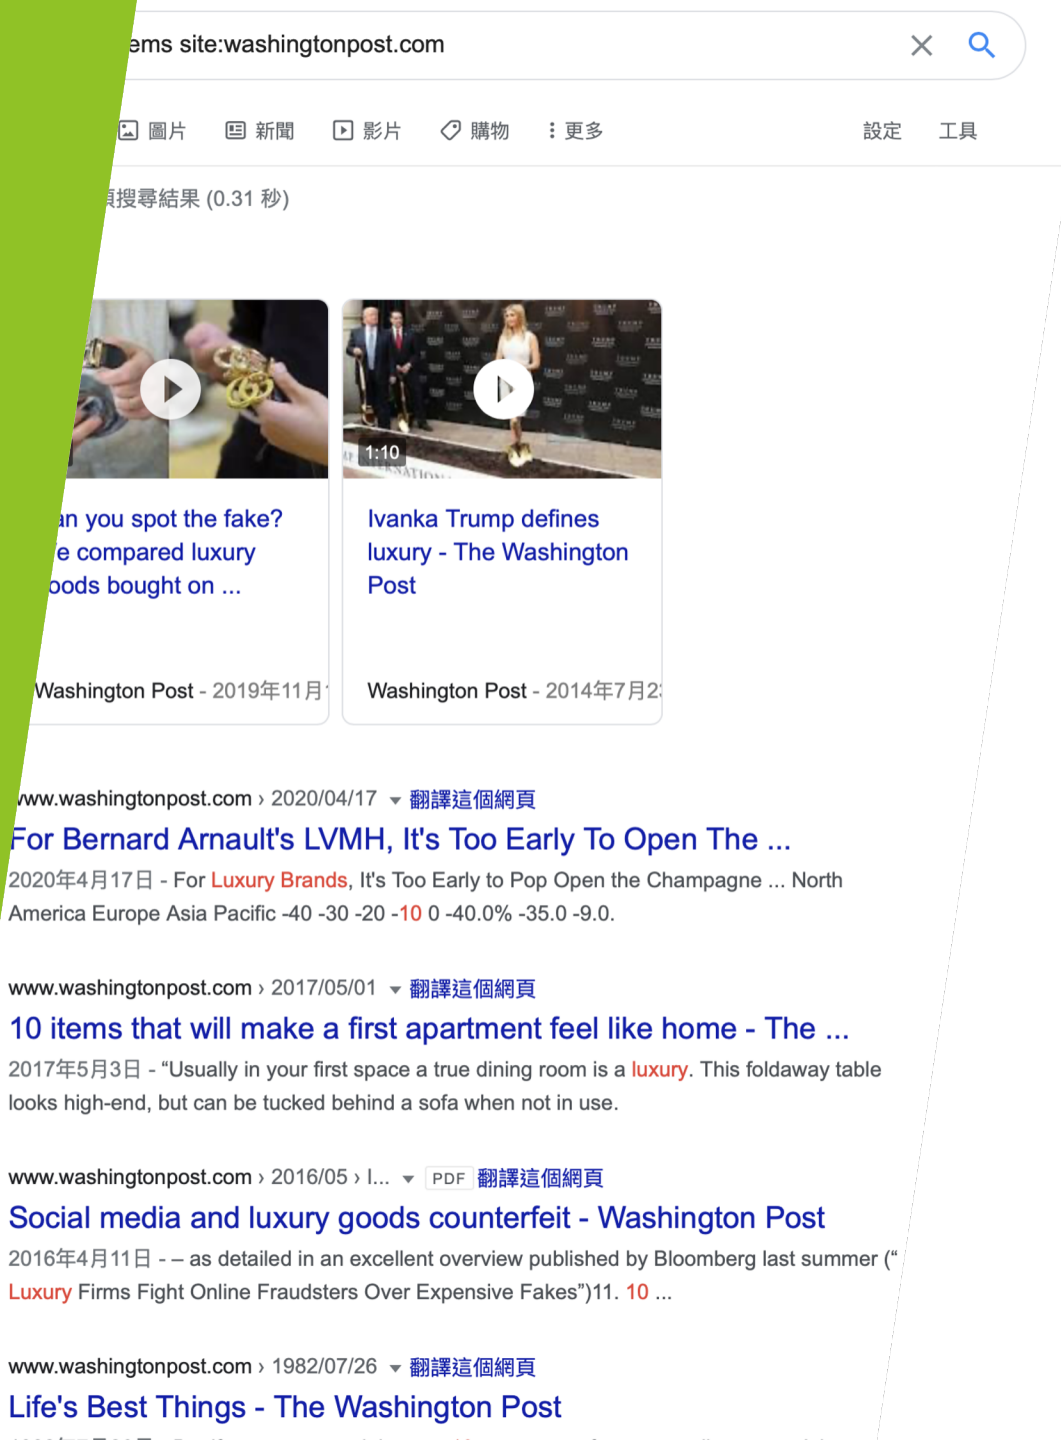 ems site:washingtonpost.com
圖片 新聞 影片 購物 更多 設定 工具
搜尋結果 (0.31 秒)
1:10
an you spot the fake?
e compared luxury
oods bought on ...
Washington Post - 2019年11月
Ivanka Trump defines
luxury - The Washington
Post
Washington Post - 2014年7月2
www.washingtonpost.com › 2020/04/17 翻譯這個網頁
For Bernard Arnault's LVMH, It's Too Early To Open The ...
2020年4月17日 - For Luxury Brands, It's Too Early to Pop Open the Champagne ... North
America Europe Asia Pacific -40 -30 -20 -10 0 -40.0% -35.0 -9.0.
www.washingtonpost.com › 2017/05/01 翻譯這個網頁
10 items that will make a first apartment feel like home - The ...
2017年5月3日 - “Usually in your first space a true dining room is a luxury. This foldaway table
looks high-end, but can be tucked behind a sofa when not in use.
www.washingtonpost.com › 2016/05 › I... PDF 翻譯這個網頁
Social media and luxury goods counterfeit - Washington Post
2016年4月11日 - – as detailed in an excellent overview published by Bloomberg last summer (“
Luxury Firms Fight Online Fraudsters Over Expensive Fakes”)11. 10 ...
www.washingtonpost.com › 1982/07/26 翻譯這個網頁
Life's Best Things - The Washington Post